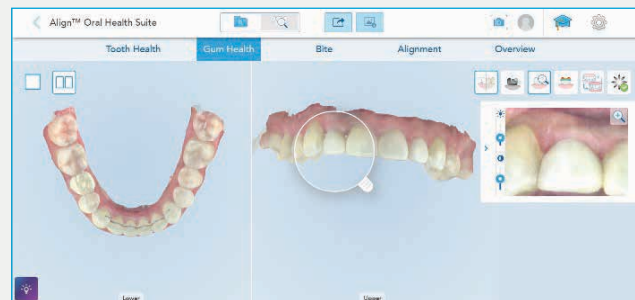 Align™ Oral Health Suite
Tooth Health Gum Health Bite Alignment Overview
Lower Upper